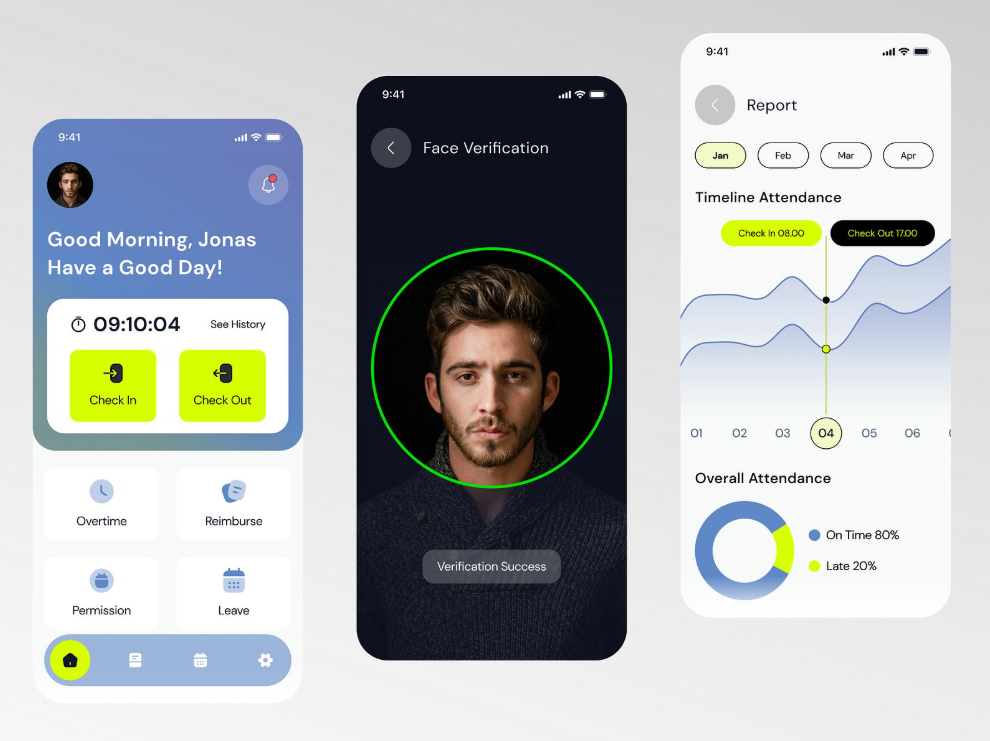 9:41
Good Morning, Jonas
Have a Good Day!
09:10:04
See History
Check In
Check Out
Overtime
Reimburse
Permission
Leave
9:41
Face Verification
Verification Success
9:41
Report
Jan
Feb
Mar
Apr
Timeline Attendance
Check In 08.00
Check Out 17.00
01
02
03
04
05
06
Overall Attendance
On Time 80%
Late 20%